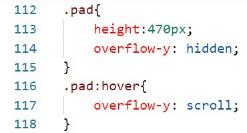 112 .pad{
113 height:470px;
114 overflow-y: hidden;
115 }
116 .pad:hover{
117 overflow-y: scroll;
118 }